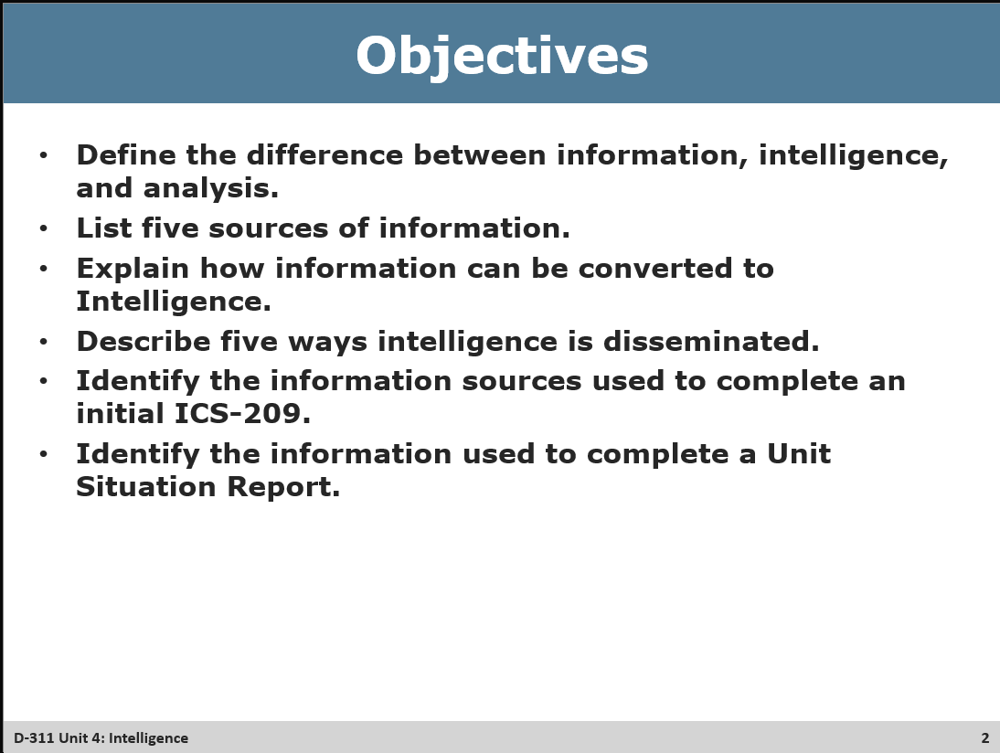 Objectives
• Define the difference between information, intelligence,
and analysis.
• List five sources of information.
• Explain how information can be converted to
Intelligence.
• Describe five ways intelligence is disseminated.
• Identify the information sources used to complete an
initial ICS-209.
• Identify the information used to complete a Unit
Situation Report.
D-311 Unit 4: Intelligence 2